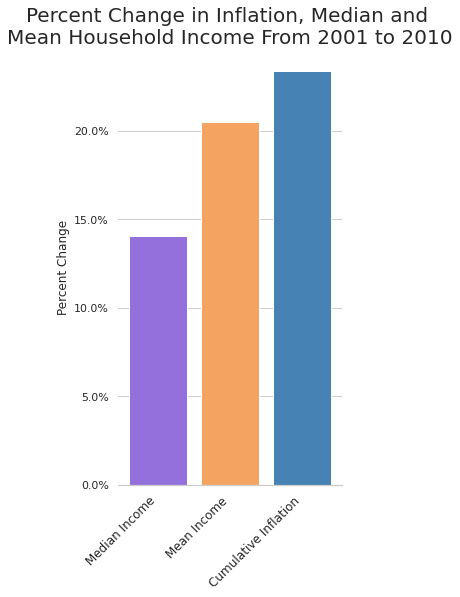 Percent Change in Inflation, Median and
Mean Household Income From 2001 to 2010
20.0%
15.0%
10.0%
5.0%
0.0%
Percent Change
Median Income
Mean Income
Cumulative Inflation